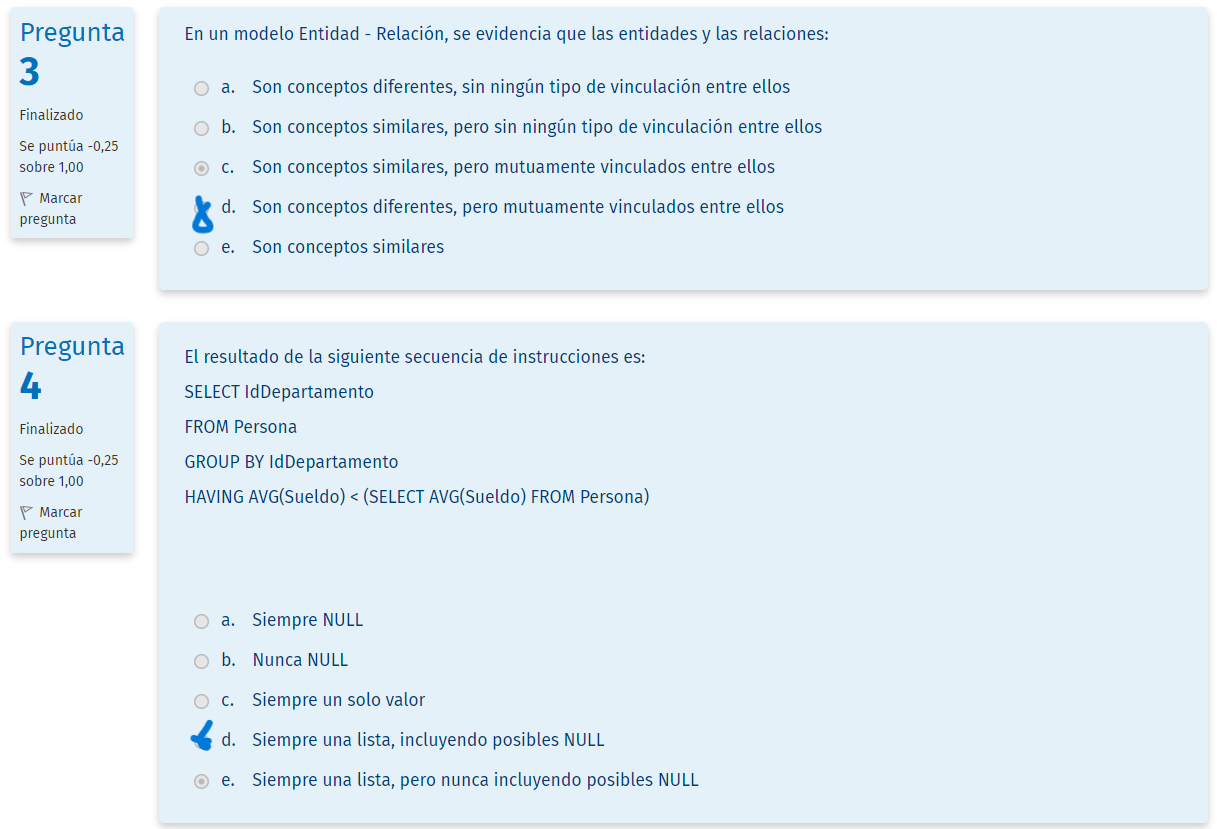 Pregunta
3
Finalizado
Se puntúa -0,25
sobre 1,00
Marcar
pregunta
En un modelo Entidad - Relación, se evidencia que las entidades y las relaciones:
a. Son conceptos diferentes, sin ningún tipo de vinculación entre ellos
b. Son conceptos similares, pero sin ningún tipo de vinculación entre ellos
c. Son conceptos similares, pero mutuamente vinculados entre ellos
d. Son conceptos diferentes, pero mutuamente vinculados entre ellos
e. Son conceptos similares
Pregunta
4
Finalizado
Se puntúa -0,25
sobre 1,00
Marcar
pregunta
El resultado de la siguiente secuencia de instrucciones es:
SELECT IdDepartamento
FROM Persona
GROUP BY IdDepartamento
HAVING AVG(Sueldo) < (SELECT AVG(Sueldo) FROM Persona)
a. Siempre NULL
b. Nunca NULL
c. Siempre un solo valor
d. Siempre una lista, incluyendo posibles NULL
e. Siempre una lista, pero nunca incluyendo posibles NULL